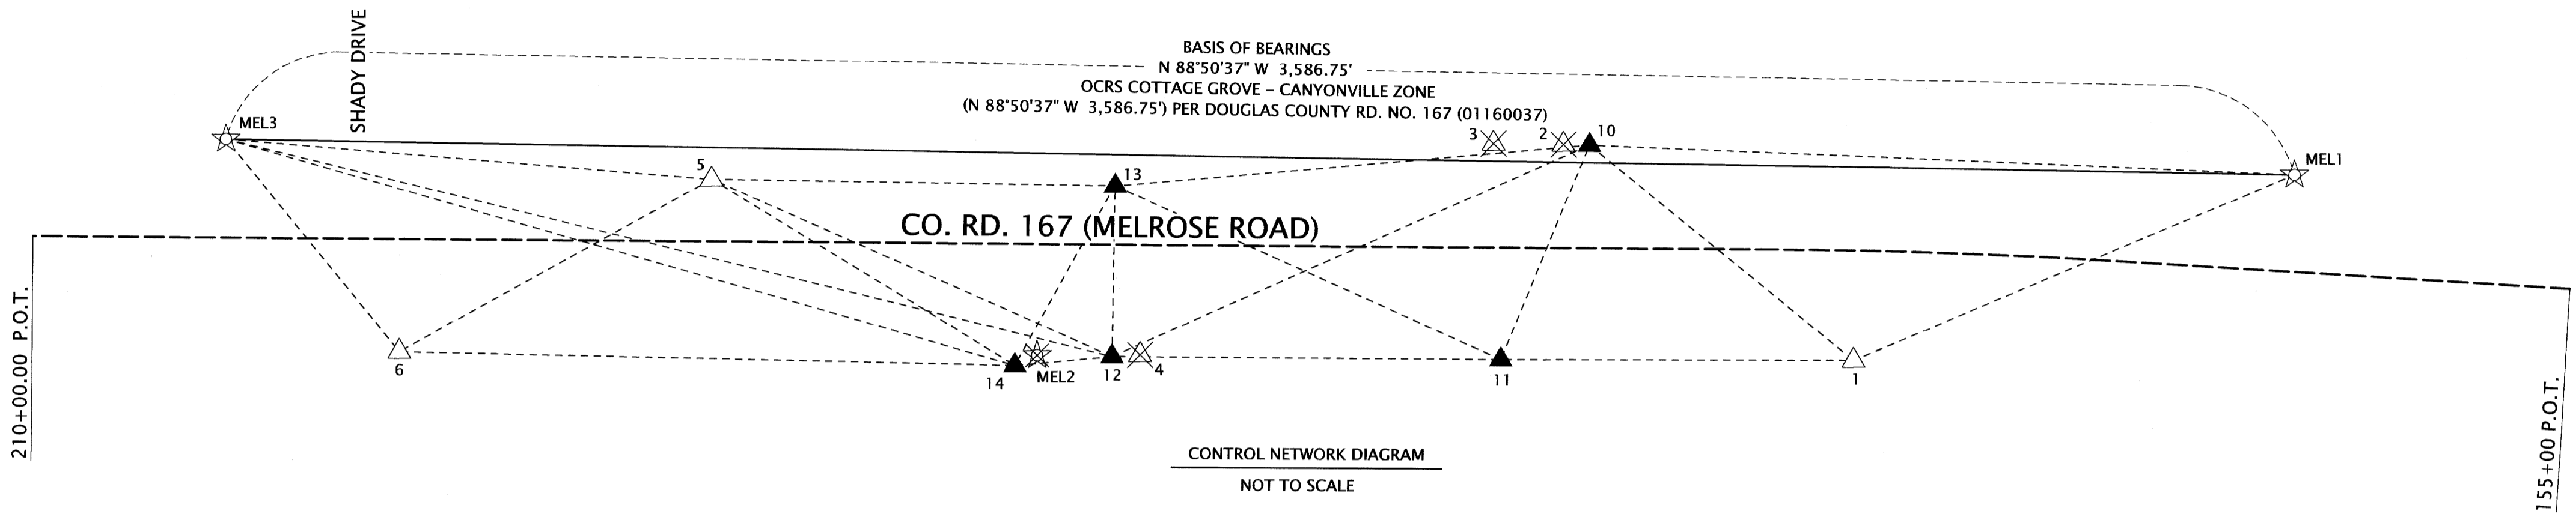 SHADY DRIVE
BASIS OF BEARINGS
N 88°50'37" W 3,586.75'
OCRS COTTAGE GROVE – CANYONVILLE ZONE
(N 88°50'37" W 3,586.75') PER DOUGLAS COUNTY RD. NO. 167 (01160037)
MEL3
3
2
10
MEL1
5
13
CO. RD. 167 (MELROSE ROAD)
210+00.00 P.O.T.
6
14
MEL2
12
4
11
1
155+00 P.O.T.
CONTROL NETWORK DIAGRAM
NOT TO SCALE